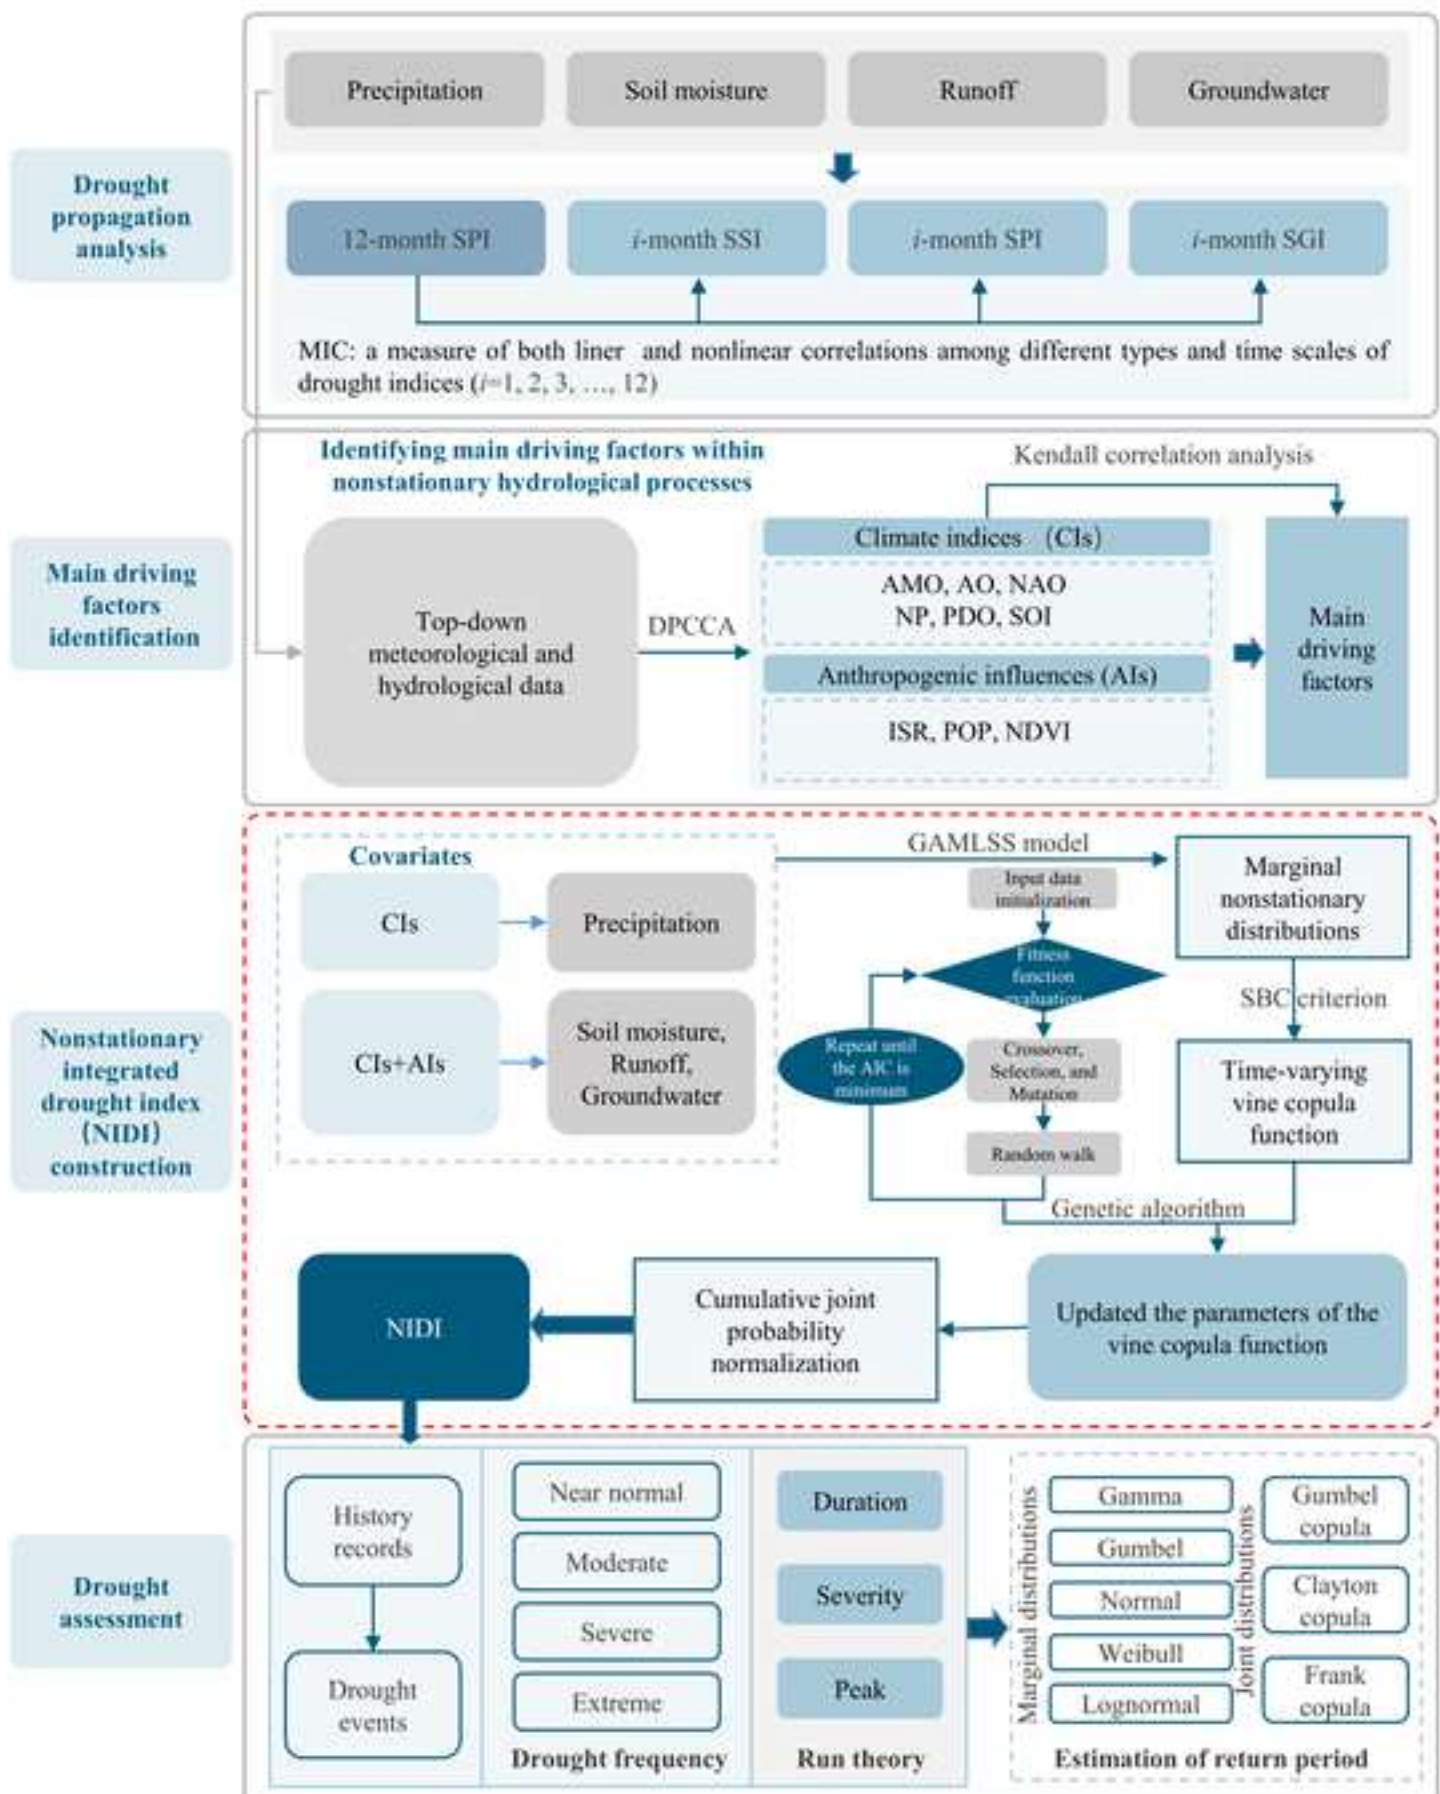 Drought
propagation
analysis
Precipitation
Soil moisture
Runoff
Groundwater
12-month SPI
i-month SSI
i-month SPI
i-month SGI
MIC: a measure of both liner and nonlinear correlations among different types and time scales of
drought indices (i=1, 2, 3, …, 12)
Main driving
factors
identification
Identifying main driving factors within
nonstationary hydrological processes
Kendall correlation analysis
Top-down
meteorological and
hydrological data
DPCCA
Climate indices (CIs)
AMO, AO, NAO
NP, PDO, SOI
Anthropogenic influences (AIs)
ISR, POP, NDVI
Main
driving
factors
Nonstationary
integrated
drought index
(NIDI)
construction
Covariates
CIs
Precipitation
CIs+AIs
Soil moisture,
Runoff,
Groundwater
GAMLSS model
Input data
initialization
Fitness
function
evaluation
Repeat until
the AIC is
minimum
Crossover,
Selection, and
Mutation
Random walk
Marginal
nonstationary
distributions
SBC criterion
Time-varying
vine copula
function
Genetic algorithm
Updated the parameters of the
vine copula function
Cumulative joint
probability
normalization
NIDI
Drought
assessment
History
records
Drought
events
Near normal
Moderate
Severe
Extreme
Drought frequency
Duration
Severity
Peak
Run theory
Marginal distributions
Gamma
Gumbel
Normal
Weibull
Lognormal
Joint distributions
Gumbel
copula
Clayton
copula
Frank
copula
Estimation of return period